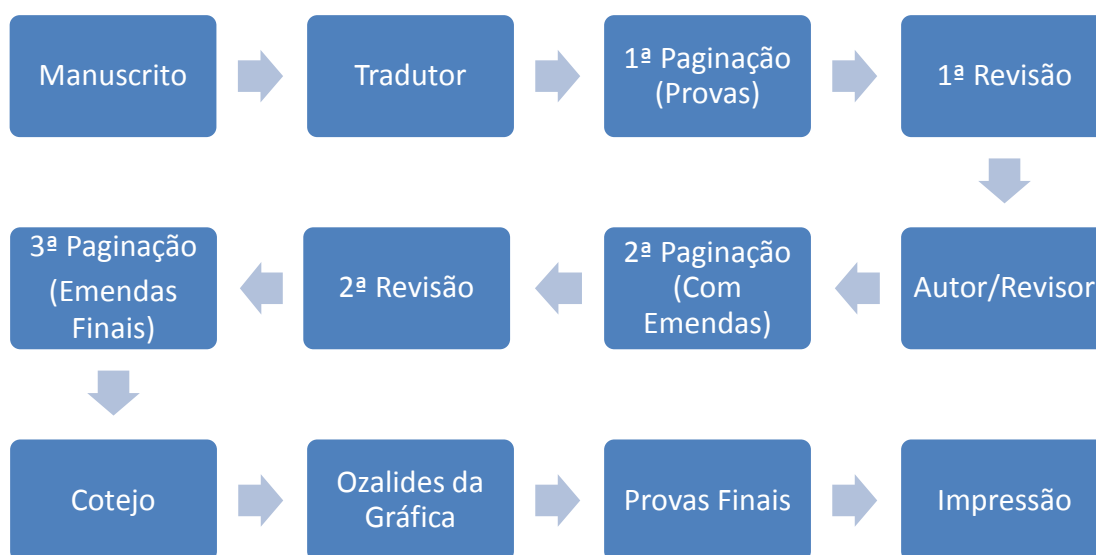 Manuscrito
Tradutor
1ª Paginação
(Provas)
1ª Revisão
Autor/Revisor
2ª Paginação
(Com
Emendas)
2ª Revisão
3ª Paginação
(Emendas
Finais)
Cotejo
Ozalides da
Gráfica
Provas Finais
Impressão